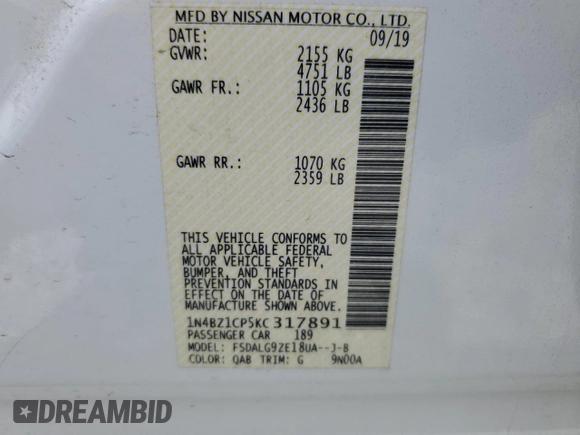 MFD BY NISSAN MOTOR CO., LTD.
DATE: 09/19
GVWR: 2155 KG
4751 LB
GAWR FR.: 1105 KG
2436 LB
GAWR RR.: 1070 KG
2359 LB
THIS VEHICLE CONFORMS TO
ALL APPLICABLE FEDERAL
MOTOR VEHICLE SAFETY,
BUMPER, AND THEFT
PREVENTION STANDARDS IN
EFFECT ON THE DATE OF
MANUFACTURE SHOWN ABOVE.
1N4BZ1CP5KC317891
PASSENGER CAR 189
MODEL: FSDALG9ZE18UA--J-B
COLOR: QAB TRIM: G 9N00A
DEALERSHIP HISTORY